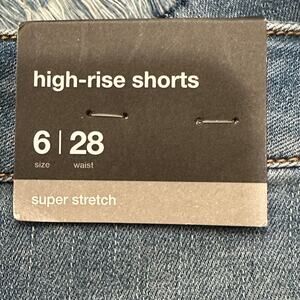 high-rise shorts
6 | 28
size waist
super stretch